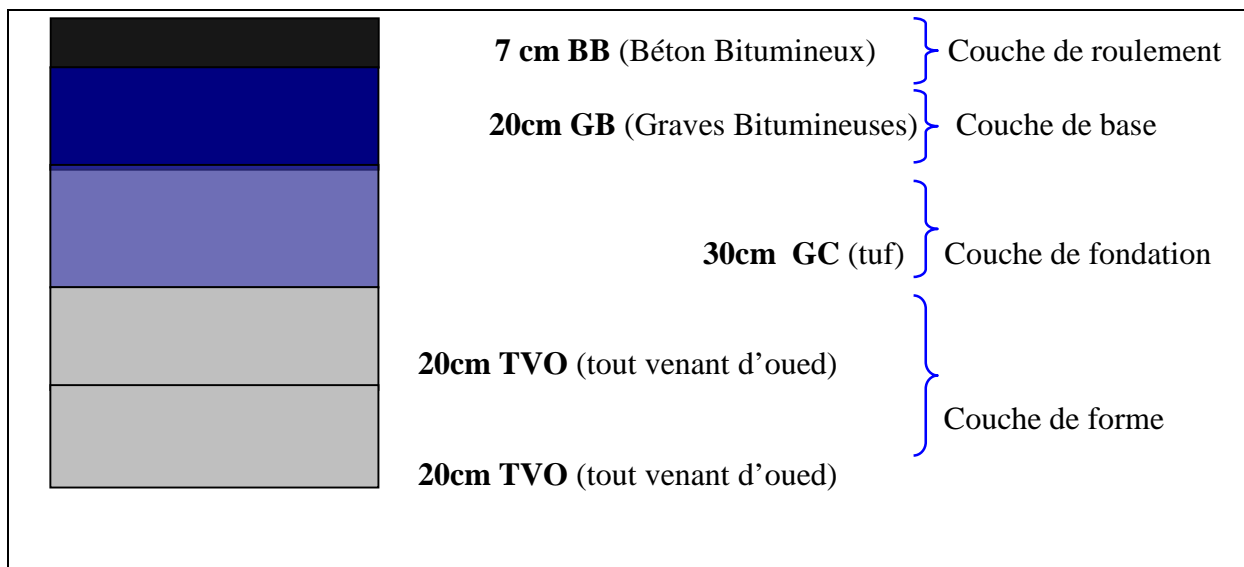 7 cm BB (Béton Bitumineux) Couche de roulement
20cm GB (Graves Bitumineuses) Couche de base
30cm GC (tuf) Couche de fondation
20cm TVO (tout venant d’oued)
Couche de forme
20cm TVO (tout venant d’oued)